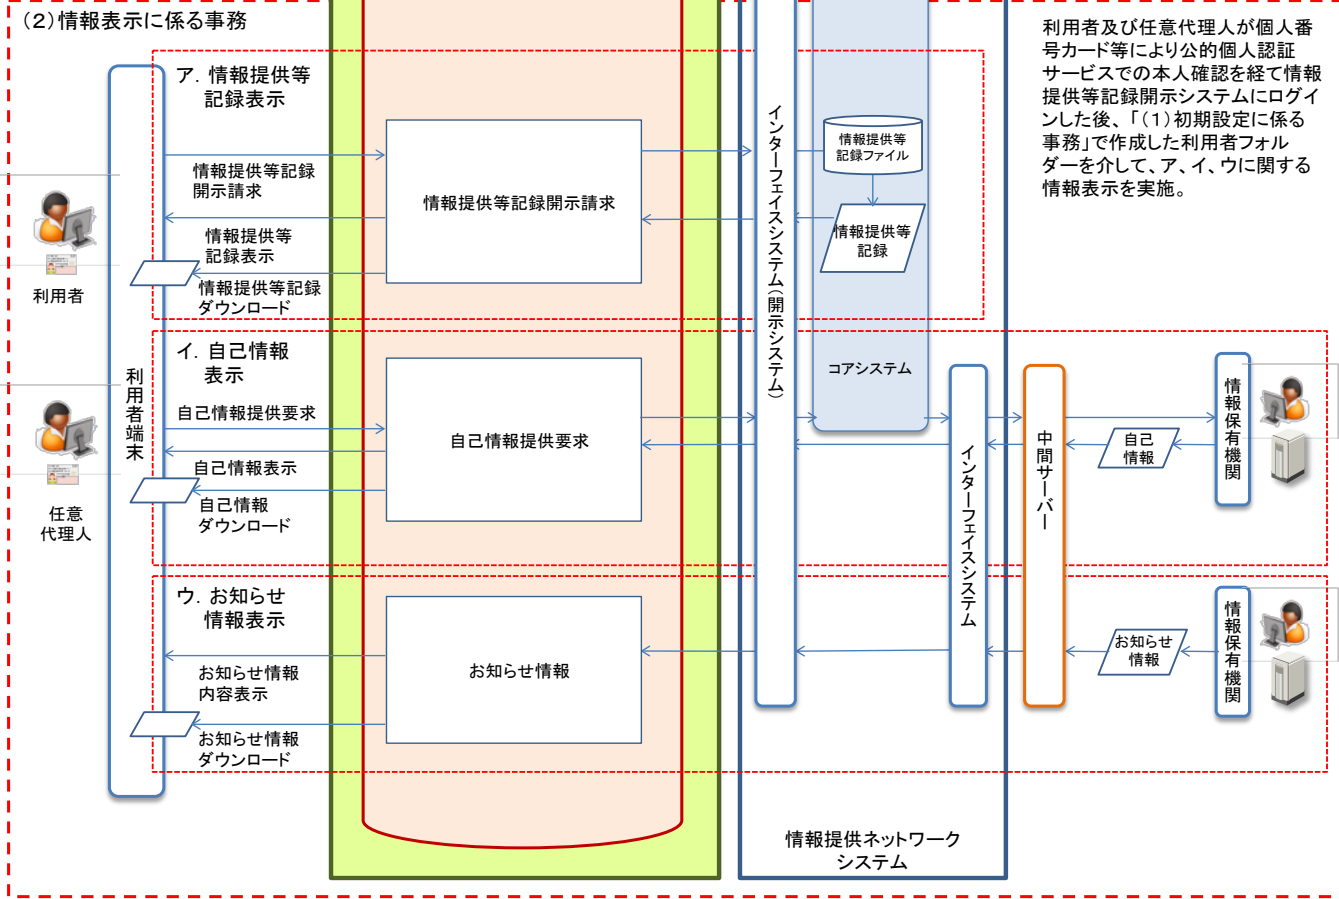 （２）情報表示に係る事務
利用者及び任意代理人が個人番
号カード等により公的個人認証
サービスでの本人確認を経て情報
提供等記録開示システムにログイ
ンした後、「（１）初期設定に係る
事務」で作成した利用者フォル
ダーを介して、ア、イ、ウに関する
情報表示を実施。
ア．情報提供等
記録表示
情報提供等記録
開示請求
情報提供等
記録表示
情報提供等記録
ダウンロード
情報提供等記録開示請求
インターフェイスシステム（開示システム）
情報提供等
記録ファイル
情報提供等
記録
コアシステム
利用者
任意
代理人
利用者端末
イ．自己情報
表示
自己情報提供要求
自己情報表示
自己情報
ダウンロード
自己情報提供要求
インターフェイスシステム
中間サーバー
自己
情報
情報保有機関
ウ．お知らせ
情報表示
お知らせ情報
内容表示
お知らせ情報
ダウンロード
お知らせ情報
お知らせ
情報
情報保有機関
情報提供ネットワーク
システム